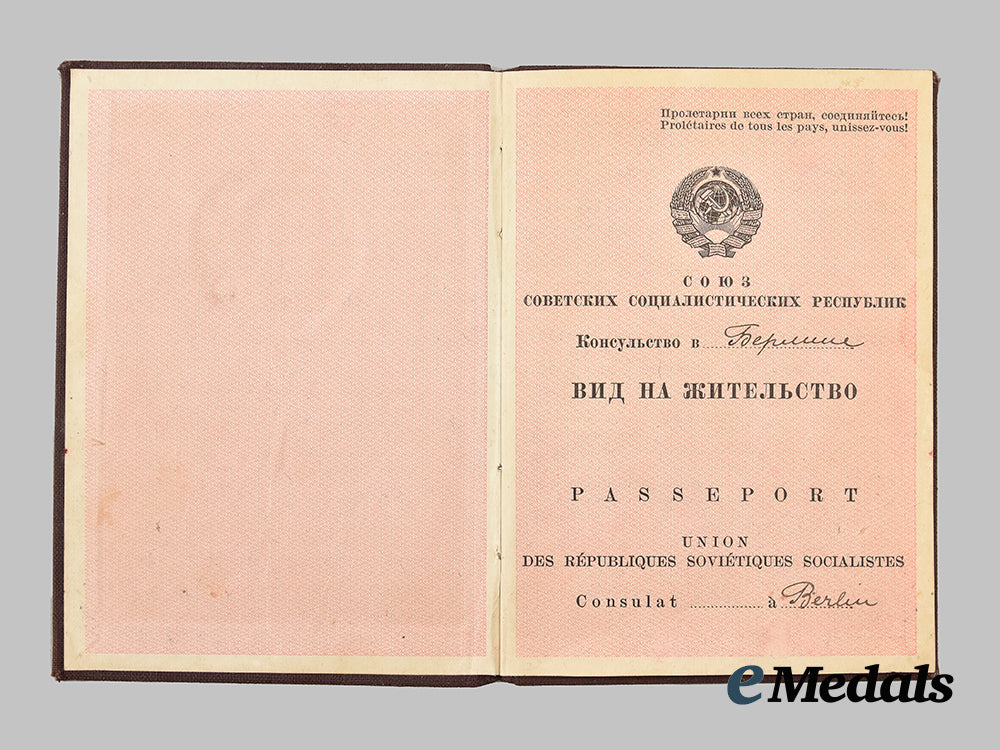 Пролетарии всех стран, соединяйтесь!
Prolétaires de tous les pays, unissez-vous!
СОЮЗ
СОВЕТСКИХ СОЦИАЛИСТИЧЕСКИХ РЕСПУБЛИК
Консульство в Берлине
ВИД НА ЖИТЕЛЬСТВО
PASSEPORT
UNION
DES RÉPUBLIQUES SOVIÉTIQUES SOCIALISTES
Consulat à Berlin
eMedals